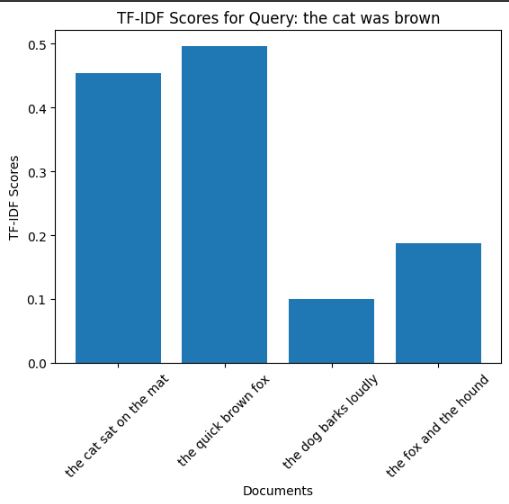 TF-IDF Scores for Query: the cat was brown
TF-IDF Scores
0.5
0.4
0.3
0.2
0.1
0.0
the cat sat on the mat
the quick brown fox
the dog barks loudly
the fox and the hound
Documents